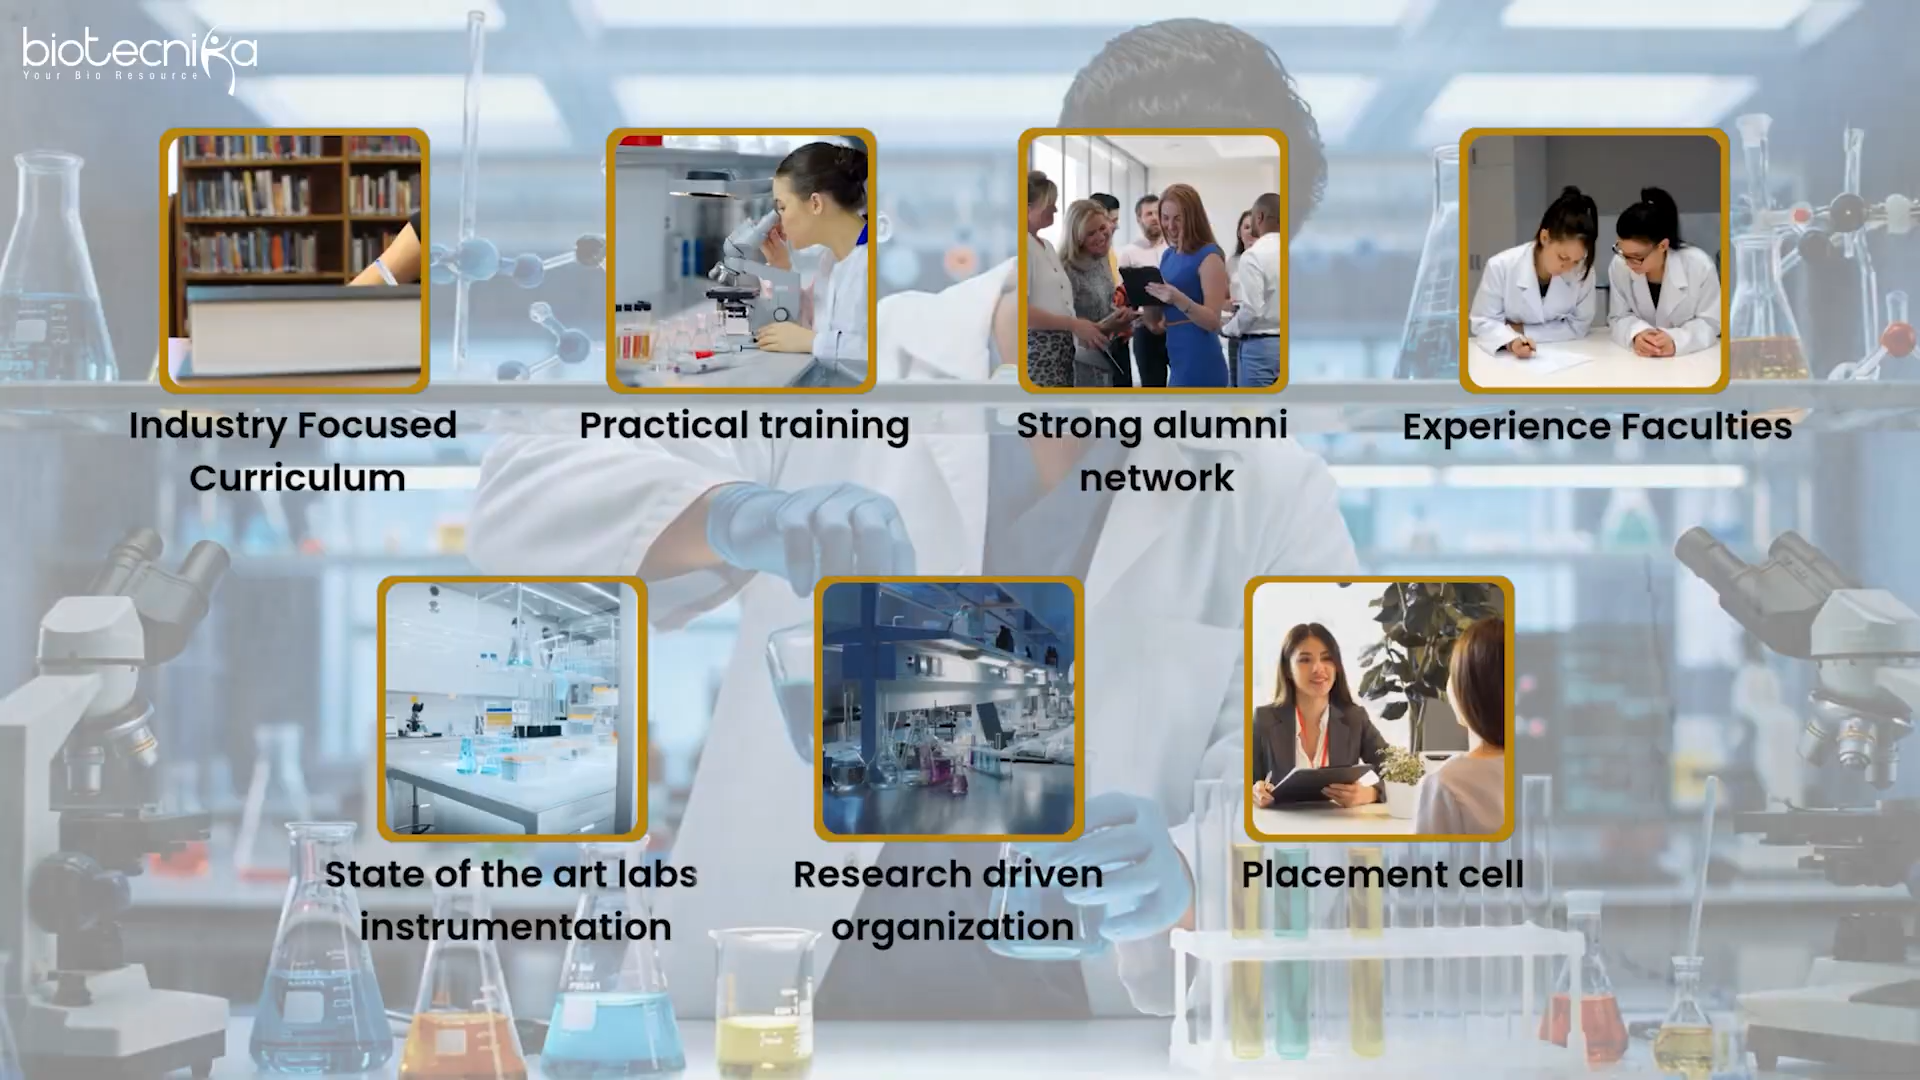 biotecnika
Your Bio Resource
Industry Focused
Curriculum
Practical training
Strong alumni
network
Experience Faculties
State of the art labs
instrumentation
Research driven
organization
Placement cell